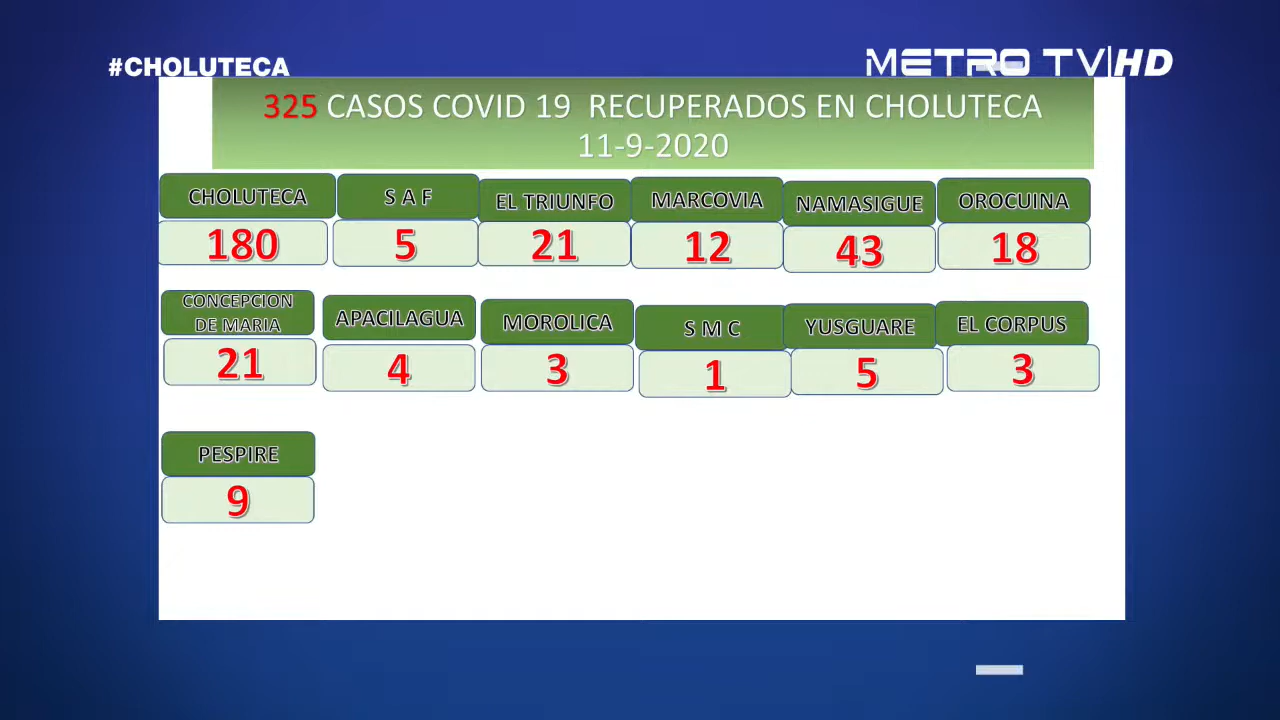 #CHOLUTECA
METRO TV HD
325 CASOS COVID 19 RECUPERADOS EN CHOLUTECA
11-9-2020
CHOLUTECA
S A F
EL TRIUNFO
MARCOVIA
NAMASIGUE
OROCUINA
180
5
21
12
43
18
CONCEPCION
DE MARIA
APACILAGUA
MOROLICA
S M C
YUSGUARE
EL CORPUS
21
4
3
1
5
3
PESPIRE
9